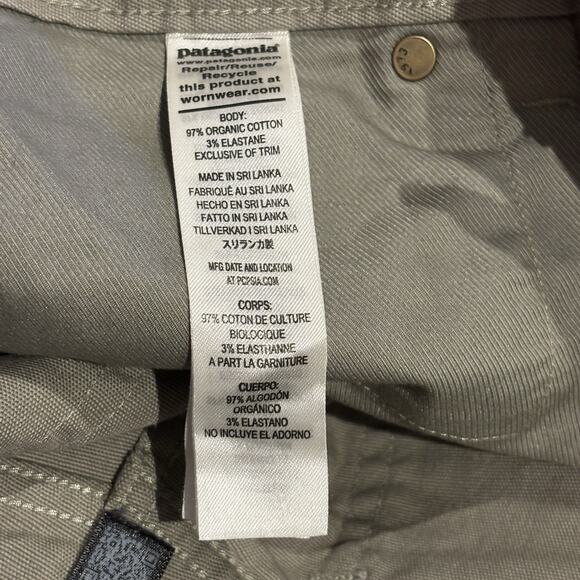 patagonia
www.patagonia.com
Repair/Reuse/
Recycle
this product at
wornwear.com
BODY:
97% ORGANIC COTTON
3% ELASTANE
EXCLUSIVE OF TRIM
MADE IN SRI LANKA
FABRIQUÉ AU SRI LANKA
HECHO EN SRI LANKA
FATTO IN SRI LANKA
TILLVERKAD I SRI LANKA
スリランカ製
MFG DATE AND LOCATION
AT PCPSIA.COM
CORPS:
97% COTON DE CULTURE
BIOLOGIQUE
3% ELASTHANNE
A PART LA GARNITURE
CUERPO:
97% ALGODÓN
ORGÁNICO
3% ELASTANO
NO INCLUYE EL ADORNO
1973